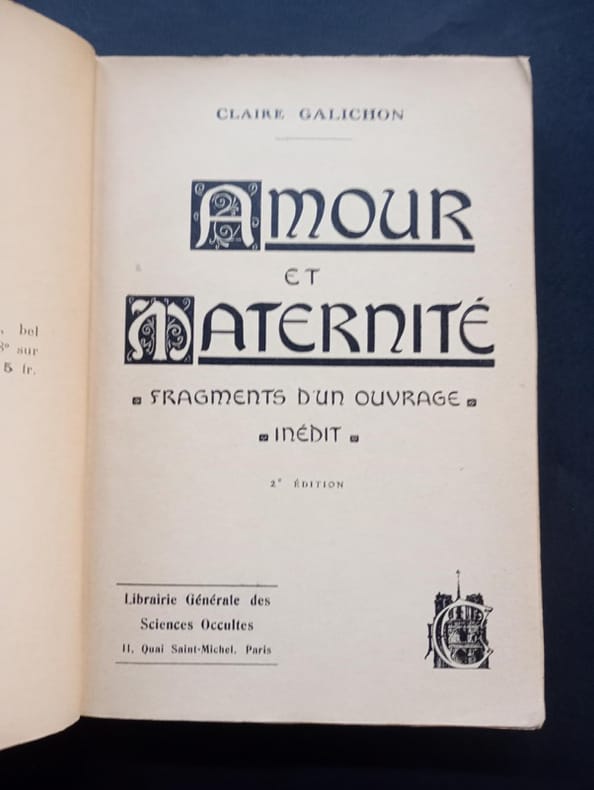 , bel
8° sur
5 fr.
CLAIRE GALICHON
AMOUR
ET
MATERNITÉ
FRAGMENTS D'UN OUVRAGE
INÉDIT
2e ÉDITION
Librairie Générale des
Sciences Occultes
11, Quai Saint-Michel, Paris